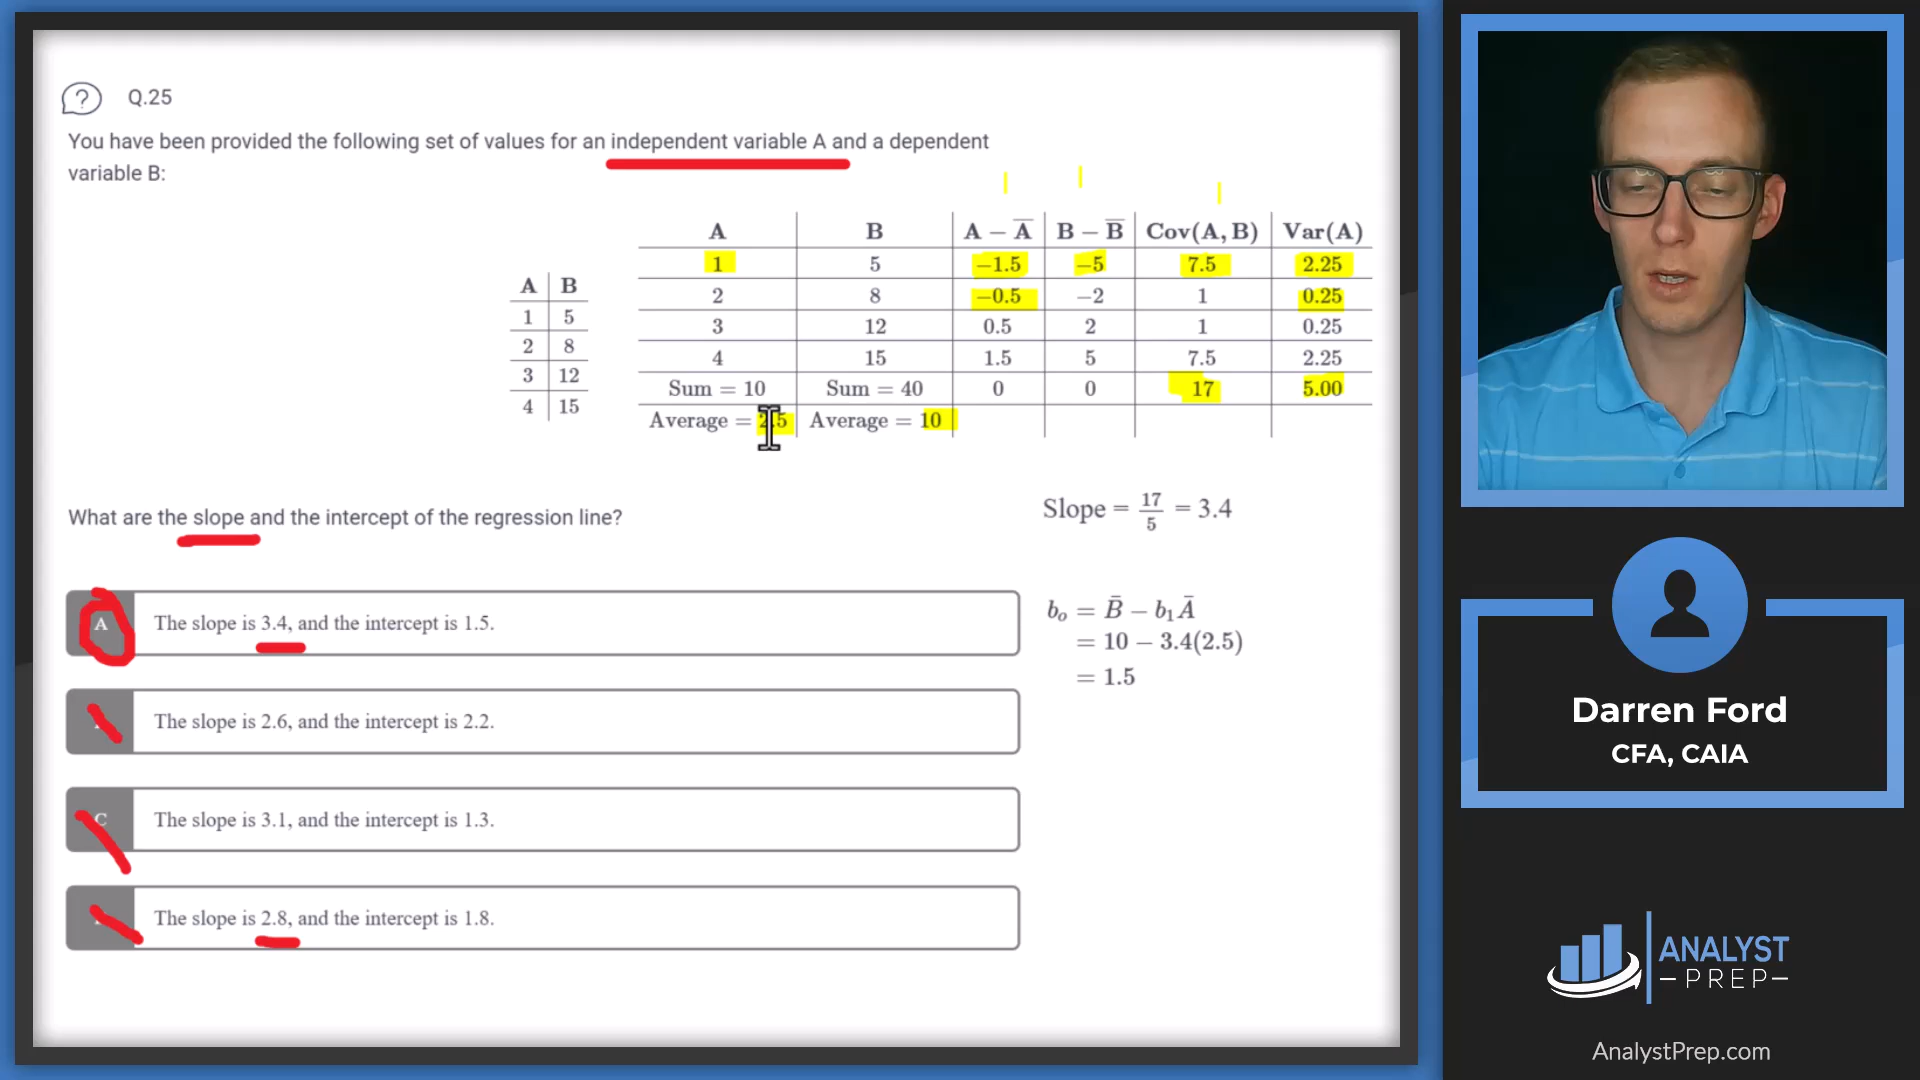 Q.25
You have been provided the following set of values for an independent variable A and a dependent
variable B:
A B
1 5
2 8
3 12
4 15
A B A − A̅ B − B̅ Cov(A, B) Var(A)
1 5 −1.5 −5 7.5 2.25
2 8 −0.5 −2 1 0.25
3 12 0.5 2 1 0.25
4 15 1.5 5 7.5 2.25
Sum = 10 Sum = 40 0 0 17 5.00
Average = 2.5 Average = 10
What are the slope and the intercept of the regression line?
Slope = 17/5 = 3.4
A The slope is 3.4, and the intercept is 1.5.
The slope is 2.6, and the intercept is 2.2.
C The slope is 3.1, and the intercept is 1.3.
The slope is 2.8, and the intercept is 1.8.
b₀ = B̄ − b₁Ā
= 10 − 3.4(2.5)
= 1.5
Darren Ford
CFA, CAIA
ANALYST
PREP
AnalystPrep.com